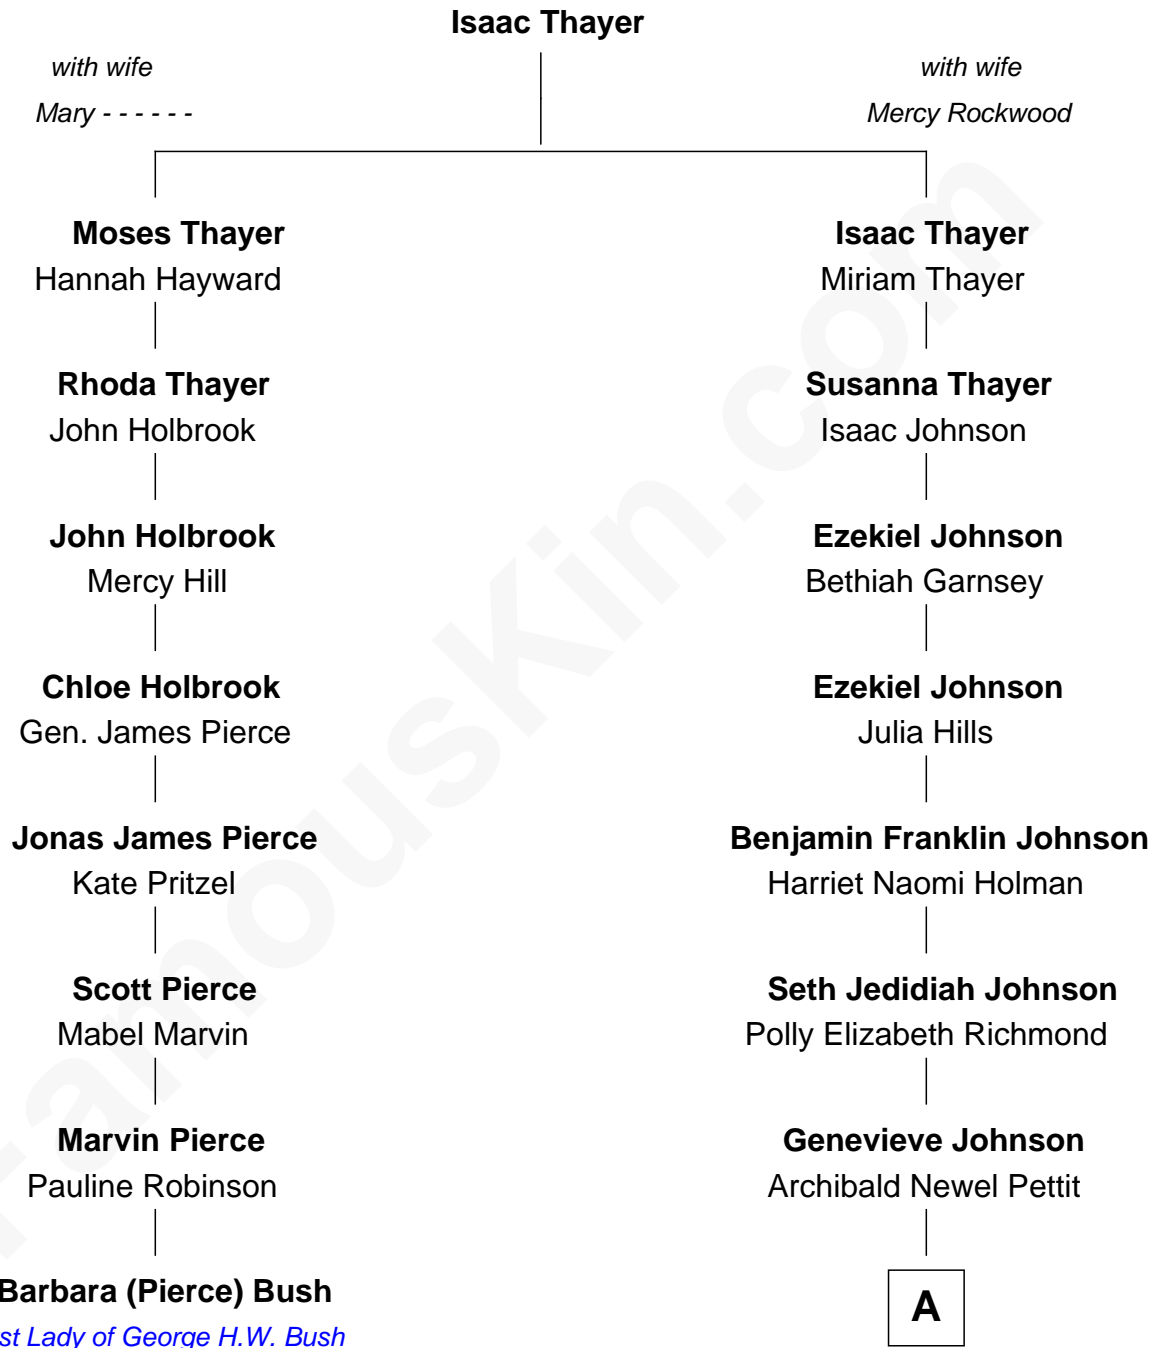 Isaac Thayer
with wife
Mary - - - - - -
with wife
Mercy Rockwood
Moses Thayer
Hannah Hayward
Isaac Thayer
Miriam Thayer
Rhoda Thayer
John Holbrook
Susanna Thayer
Isaac Johnson
John Holbrook
Mercy Hill
Ezekiel Johnson
Bethiah Garnsey
Chloe Holbrook
Gen. James Pierce
Ezekiel Johnson
Julia Hills
Jonas James Pierce
Kate Pritzel
Benjamin Franklin Johnson
Harriet Naomi Holman
Scott Pierce
Mabel Marvin
Seth Jedidiah Johnson
Polly Elizabeth Richmond
Marvin Pierce
Pauline Robinson
Genevieve Johnson
Archibald Newel Pettit
Barbara (Pierce) Bush
st Lady of George H.W. Bush
A
FamousKin.com